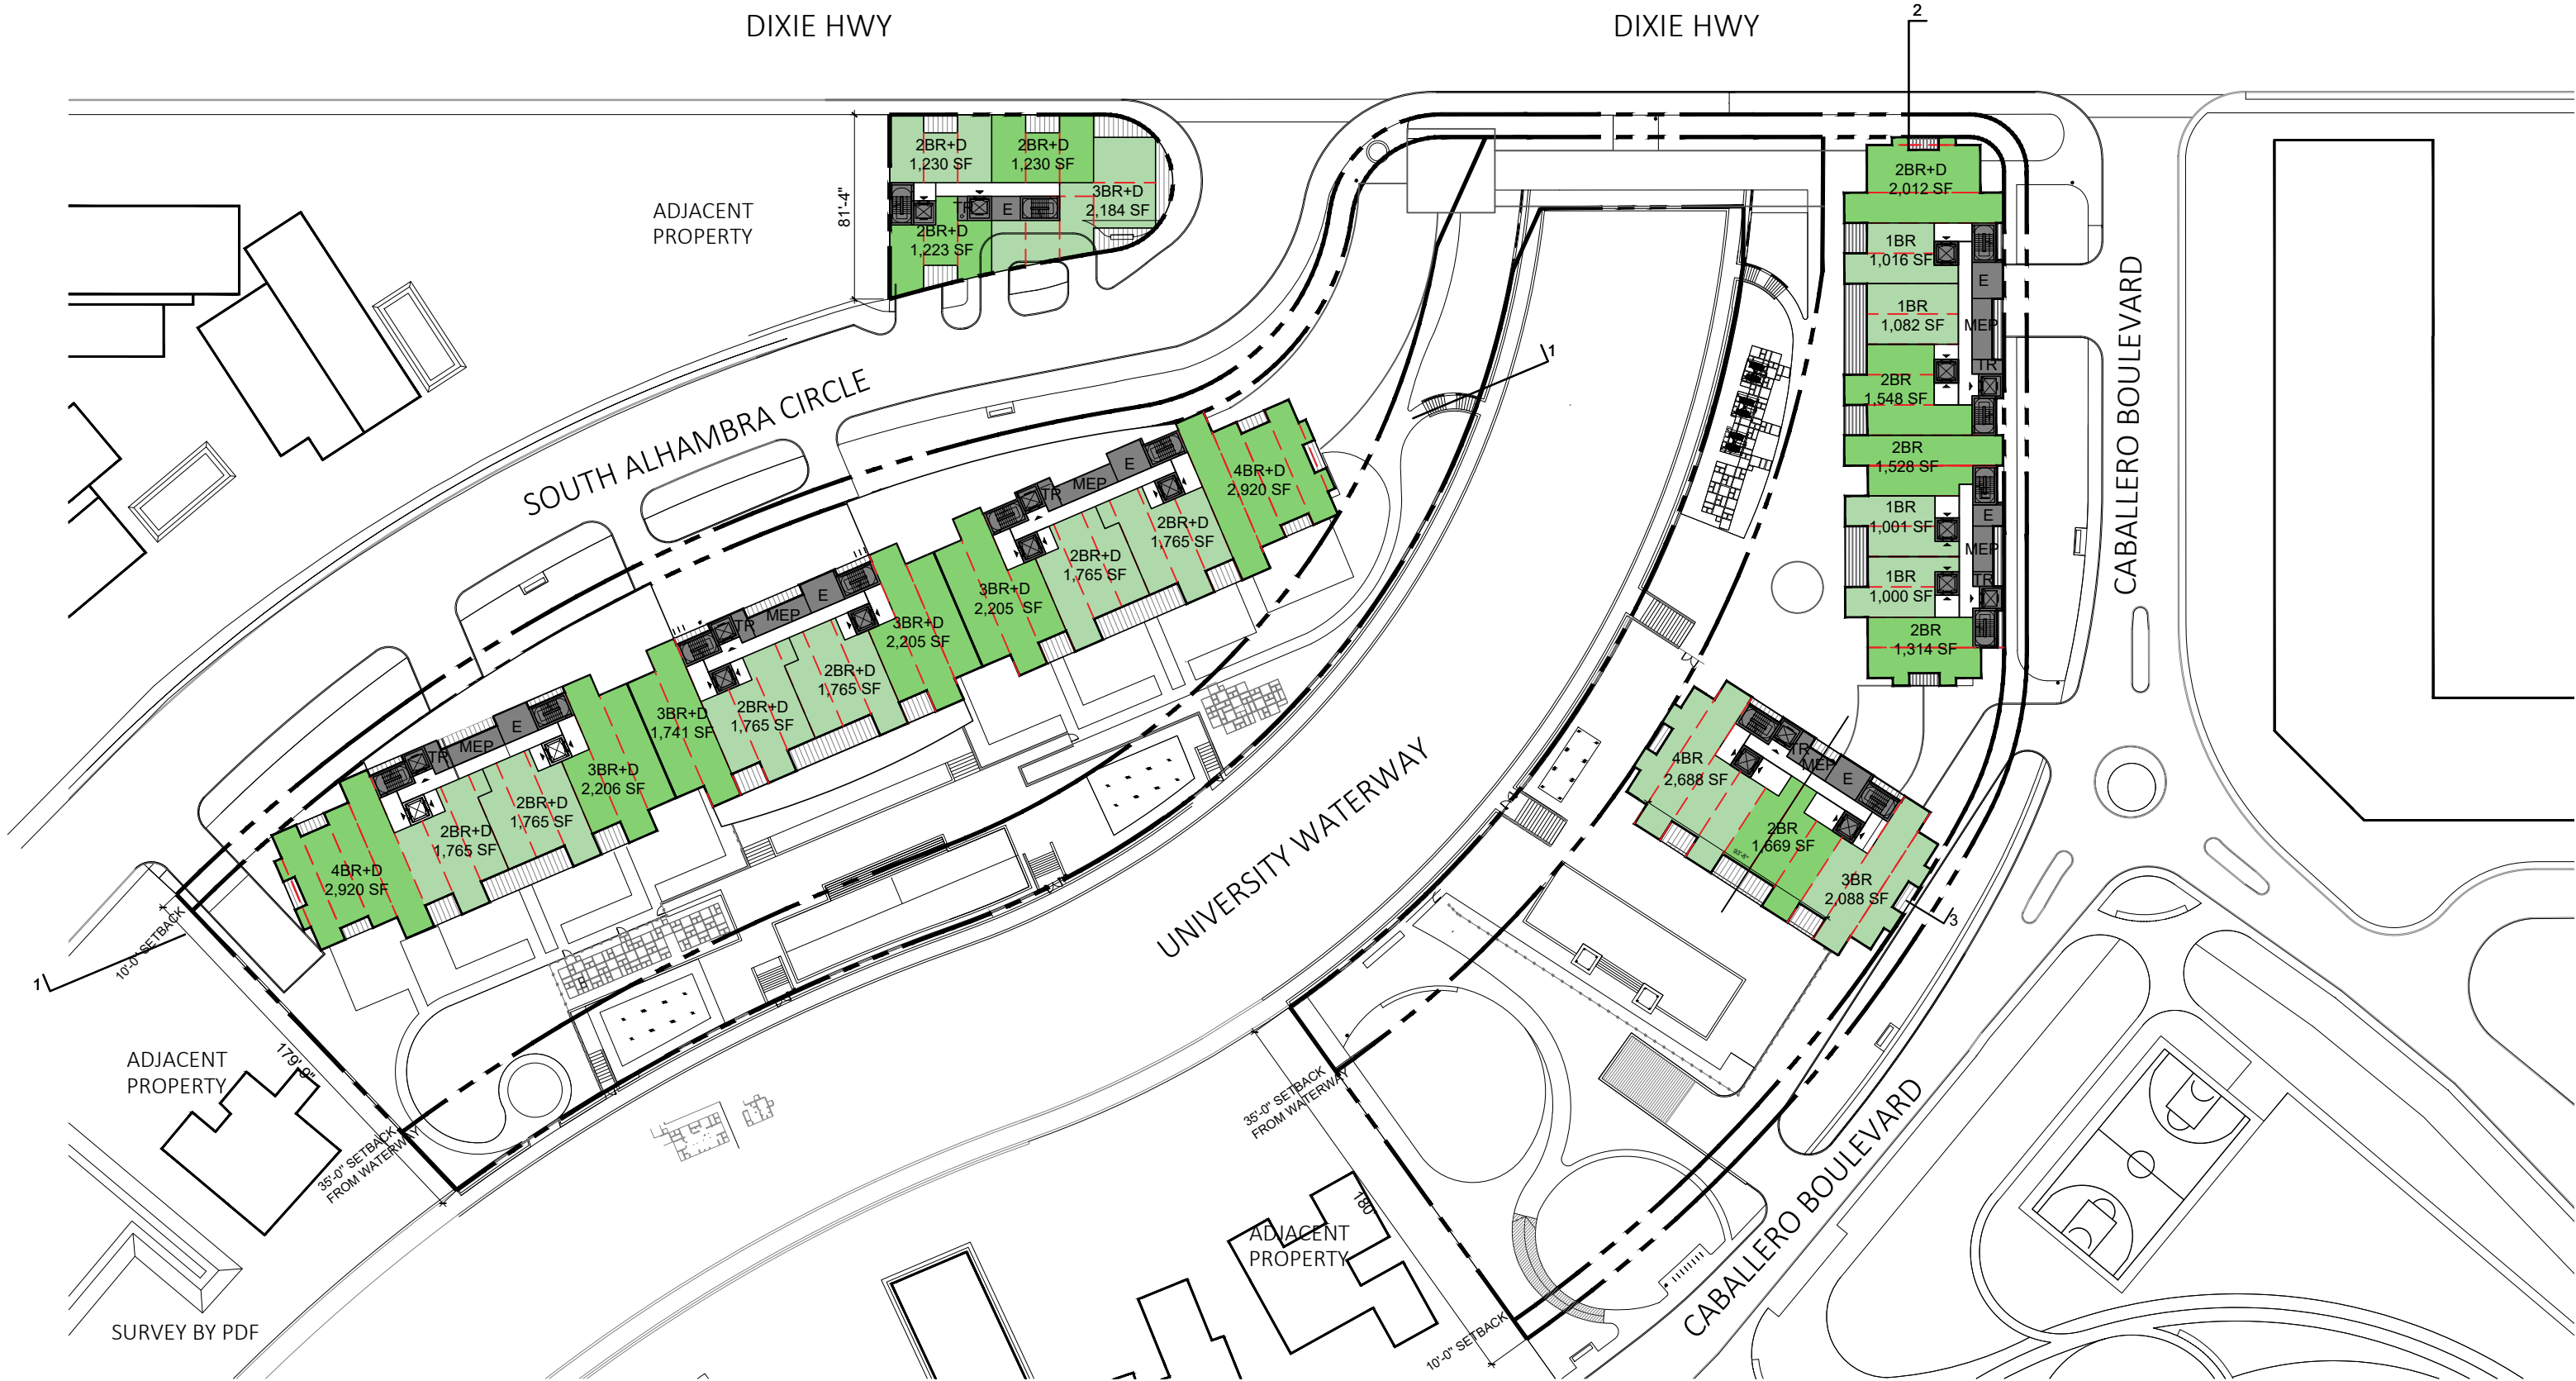 DIXIE HWY
DIXIE HWY
2
2BR+D
1,230 SF
2BR+D
1,230 SF
3BR+D
2,184 SF
TR
E
2BR+D
1,223 SF
81'-4"
ADJACENT
PROPERTY
2BR+D
2,012 SF
1BR
1,016 SF
E
1BR
1,082 SF
MEP
TR
2BR
1,548 SF
2BR
1,528 SF
1BR
1,001 SF
E
MEP
1BR
1,000 SF
TR
2BR
1,314 SF
CABALLERO BOULEVARD
CABALLERO BOULEVARD
1
SOUTH ALHAMBRA CIRCLE
4BR+D
2,920 SF
E
MEP
TR
2BR+D
1,765 SF
2BR+D
1,765 SF
3BR+D
2,205 SF
3BR+D
2,205 SF
E
MEP
TR
2BR+D
1,765 SF
2BR+D
1,765 SF
3BR+D
1,741 SF
3BR+D
2,206 SF
E
MEP
TR
2BR+D
1,765 SF
2BR+D
1,765 SF
4BR+D
2,920 SF
UNIVERSITY WATERWAY
4BR
2,688 SF
TR
MEP
E
2BR
1,669 SF
3BR
2,088 SF
3
10'-0" SETBACK
1
179'-9"
ADJACENT
PROPERTY
35'-0" SETBACK
FROM WATERWAY
35'-0" SETBACK
FROM WATERWAY
180'
ADJACENT
PROPERTY
10'-0" SETBACK
CABALLERO BOULEVARD
SURVEY BY PDF